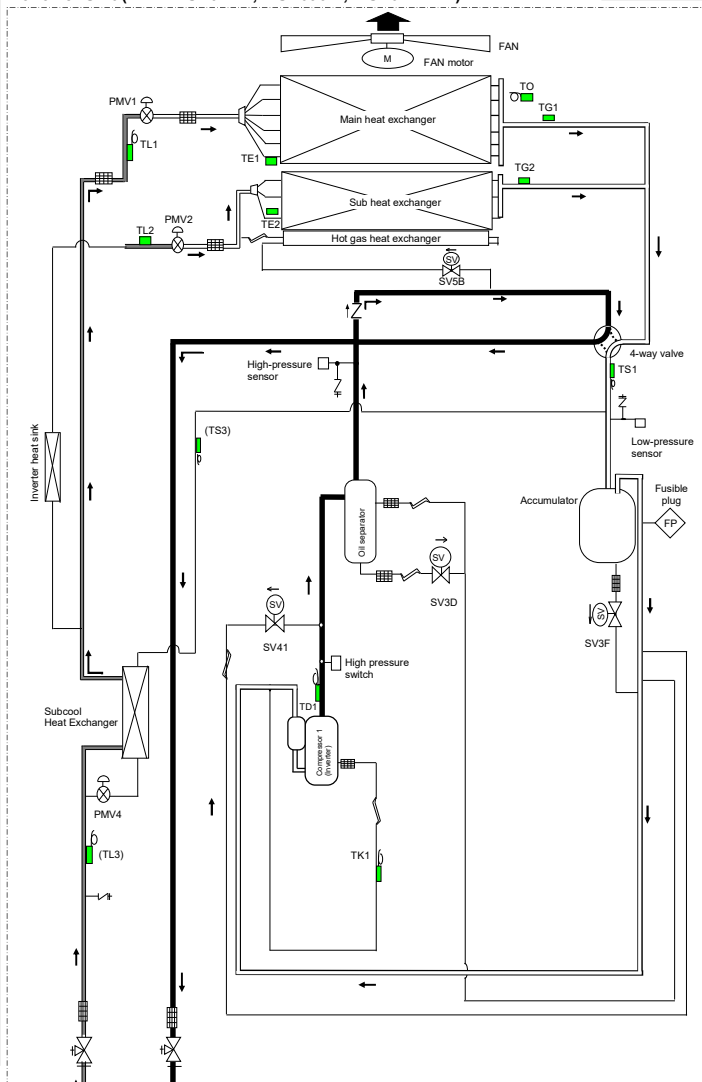 FAN
M
FAN motor
PMV1
TL1
Main heat exchanger
TE1
TO
TG1
TG2
Sub heat exchanger
TE2
Hot gas heat exchanger
TL2
PMV2
SV
SV5B
4-way valve
TS1
High-pressure
sensor
Low-pressure
sensor
(TS3)
Inverter heat sink
Oil separator
Accumulator
Fusible
plug
FP
SV
SV3D
SV
SV3F
SV
SV41
High pressure
switch
TD1
Compressor 1
(Inverter)
Subcool
Heat Exchanger
PMV4
(TL3)
TK1